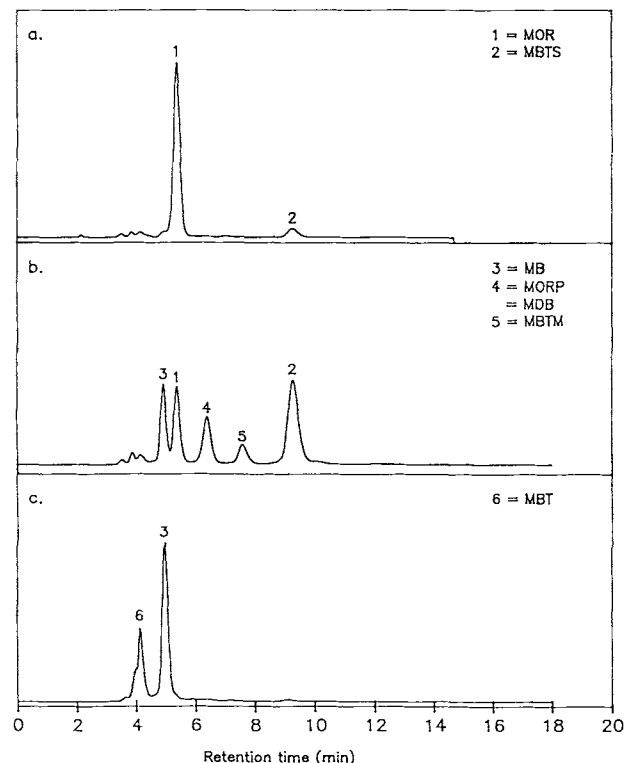 a.
1 = MOR
2 = MBTS
1
2
b.
3 = MB
4 = MORP
= MDB
5 = MBTM
3
1
4
5
2
c.
6 = MBT
6
3
0 2 4 6 8 10 12 14 16 18 20
Retention time (min)